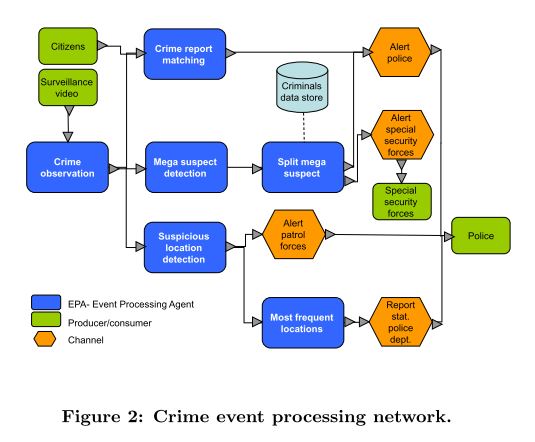 Citizens
Crime report
matching
Alert
police
Surveillance
video
Criminals
data store
Alert
special
security
forces
Crime
observation
Mega suspect
detection
Split mega
suspect
Special
security
forces
Suspicious
location
detection
Alert
patrol
forces
Police
EPA- Event Processing Agent
Producer/consumer
Channel
Most frequent
locations
Report
stat.
police
dept.
Figure 2: Crime event processing network.